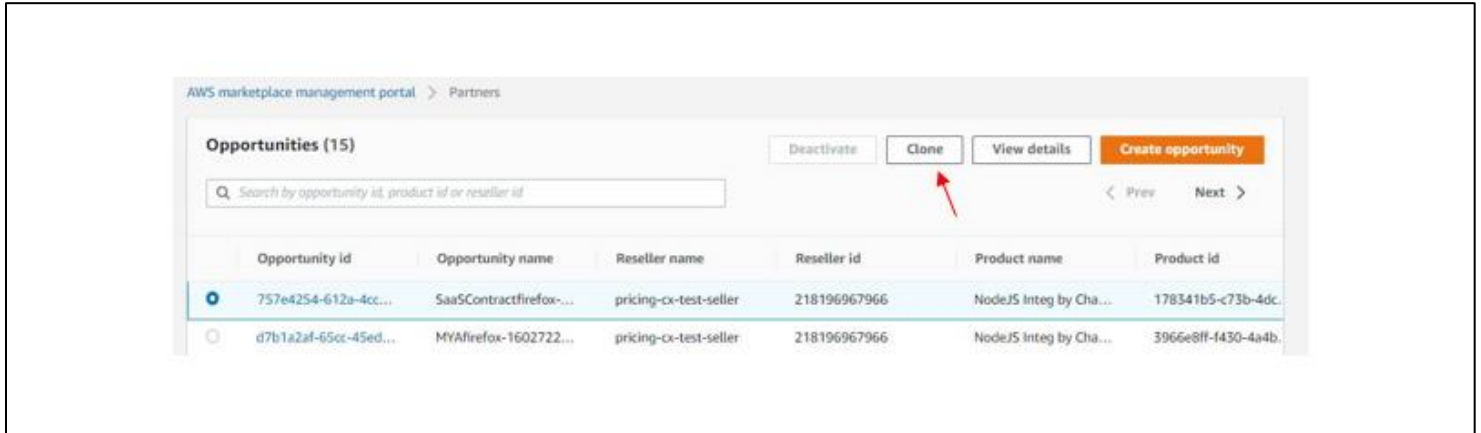 AWS marketplace management portal > Partners
Opportunities (15)
Deactivate Clone View details Create opportunity
Search by opportunity id, product id or reseller id
< Prev Next >
Opportunity id Opportunity name Reseller name Reseller id Product name Product id
757e4254-612a-4cc... SaaSContractfirefox-... pricing-cx-test-seller 218196967966 NodeJS Integ by Cha... 178341b5-c73b-4dc.
d7b1a2af-65cc-45ed... MYAfirefox-1602722... pricing-cx-test-seller 218196967966 NodeJS Integ by Cha... 3966e8ff-f430-4a4b.